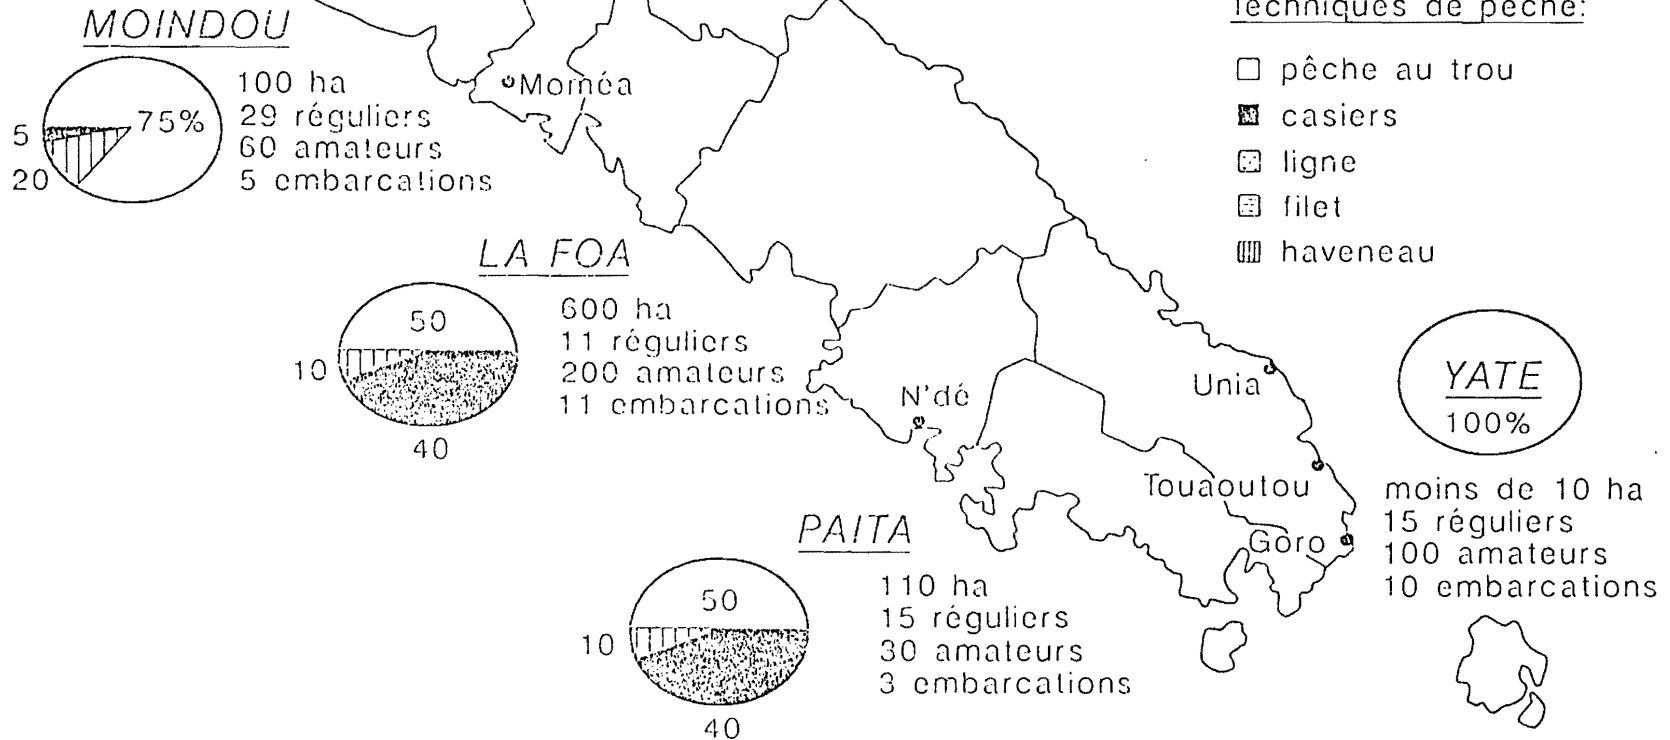 Techniques de pêche:
pêche au trou
casiers
ligne
filet
haveneau
MOINDOU
75%
5
20
100 ha
29 réguliers
60 amateurs
5 embarcations
Moméa
LA FOA
50
10
40
600 ha
11 réguliers
200 amateurs
11 embarcations
N'dé
Unia
Touaoutou
Goro
YATE
100%
moins de 10 ha
15 réguliers
100 amateurs
10 embarcations
PAITA
50
10
40
110 ha
15 réguliers
30 amateurs
3 embarcations